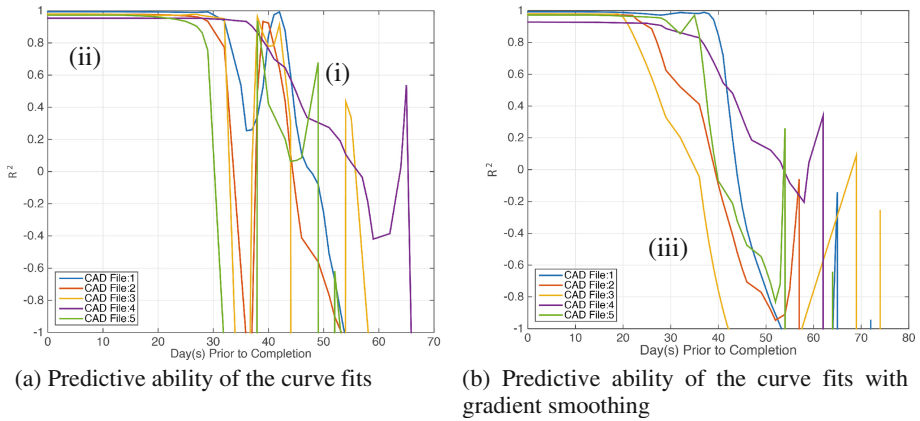 1
0.8
0.6
0.4
0.2
0
-0.2
-0.4
-0.6
-0.8
-1
R²
(ii)
(i)
CAD File:1
CAD File:2
CAD File:3
CAD File:4
CAD File:5
0 10 20 30 40 50 60 70
Day(s) Prior to Completion
(a) Predictive ability of the curve fits
1
0.8
0.6
0.4
0.2
0
-0.2
-0.4
-0.6
-0.8
-1
R²
(iii)
CAD File:1
CAD File:2
CAD File:3
CAD File:4
CAD File:5
0 10 20 30 40 50 60 70 80
Day(s) Prior to Completion
(b) Predictive ability of the curve fits with
gradient smoothing